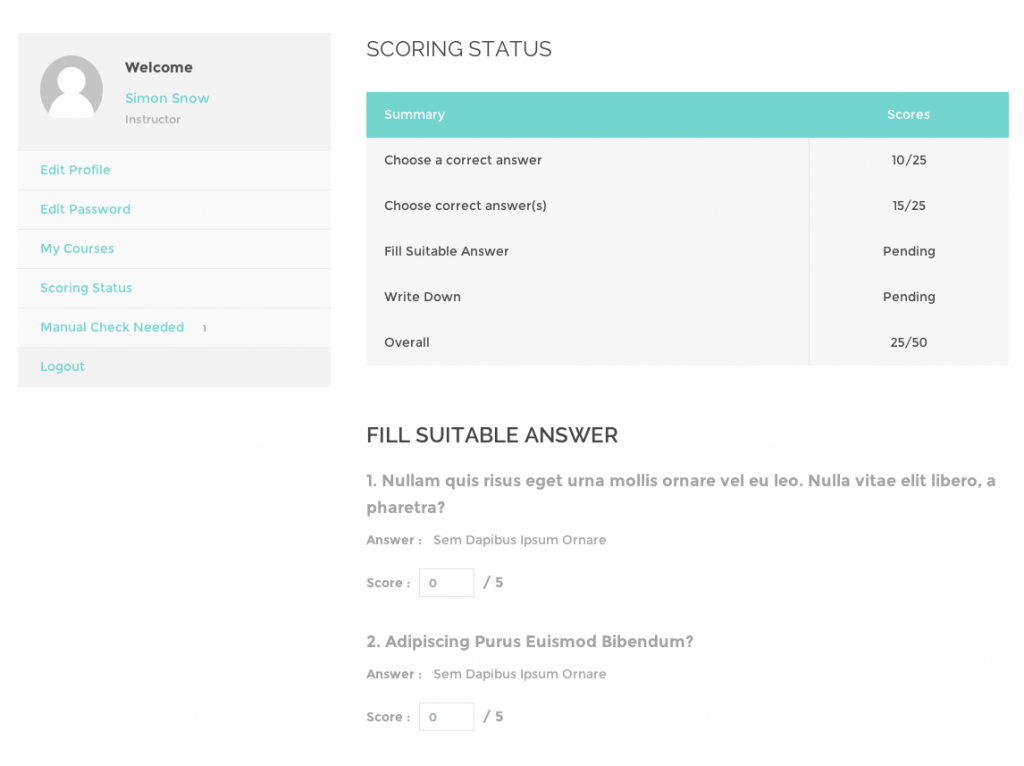 Welcome
Simon Snow
Instructor
Edit Profile
Edit Password
My Courses
Scoring Status
Manual Check Needed 1
Logout
SCORING STATUS
Summary Scores
Choose a correct answer 10/25
Choose correct answer(s) 15/25
Fill Suitable Answer Pending
Write Down Pending
Overall 25/50
FILL SUITABLE ANSWER
1. Nullam quis risus eget urna mollis ornare vel eu leo. Nulla vitae elit libero, a
pharetra?
Answer : Sem Dapibus Ipsum Ornare
Score : 0 / 5
2. Adipiscing Purus Euismod Bibendum?
Answer : Sem Dapibus Ipsum Ornare
Score : 0 / 5